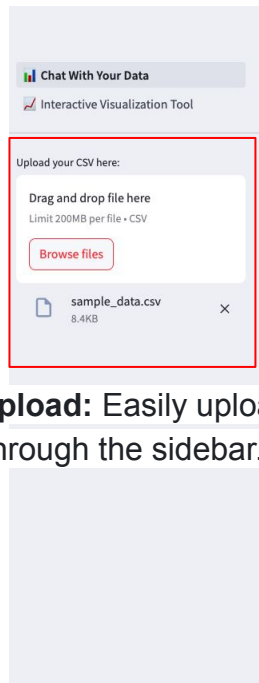 Chat With Your Data
Interactive Visualization Tool
Upload your CSV here:
Drag and drop file here
Limit 200MB per file • CSV
Browse files
sample_data.csv
8.4KB
pload: Easily uploa
hrough the sidebar.